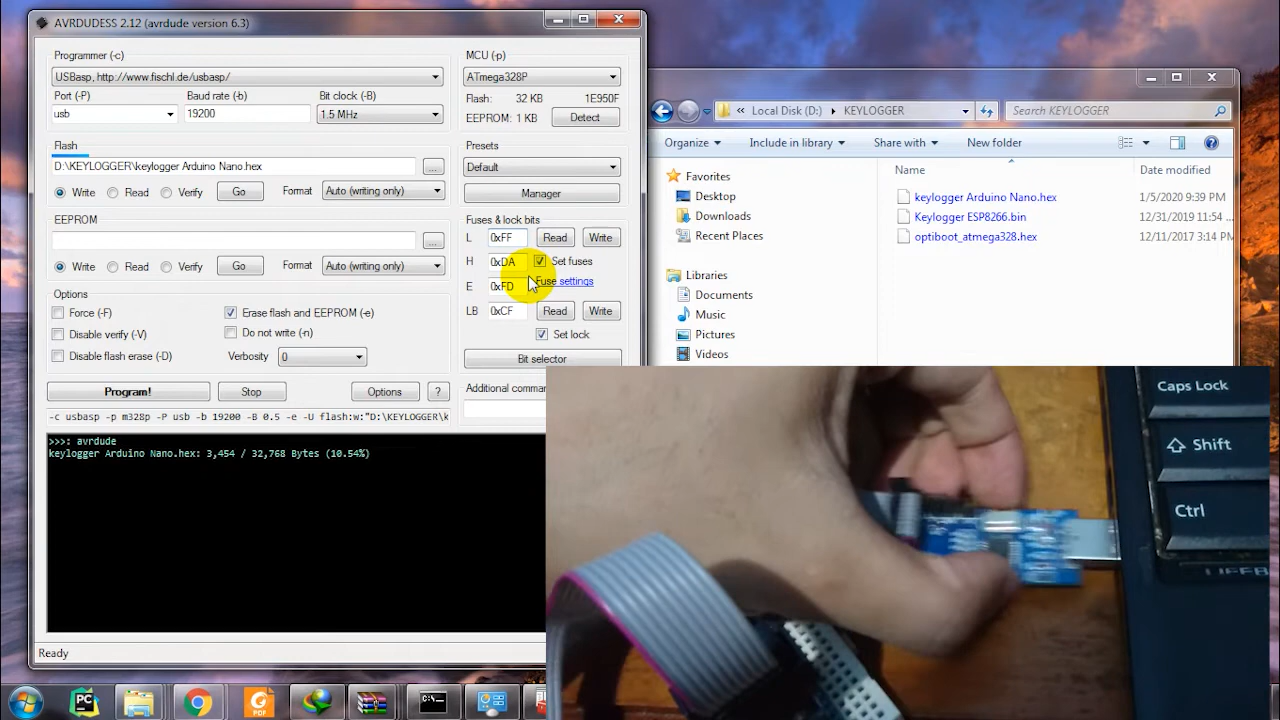 AVRDUDESS 2.12 (avrdude version 6.3)
Programmer (-c)
USBasp, http://www.fischl.de/usbasp/
Port (-P)
Baud rate (-b)
Bit clock (-B)
usb
19200
1.5 MHz
MCU (-p)
ATmega328P
Flash: 32 KB 1E950F
EEPROM: 1 KB
Detect
Flash
D:\KEYLOGGER\keylogger Arduino Nano.hex
...
Write
Read
Verify
Go
Format
Auto (writing only)
Presets
Default
Manager
EEPROM
...
Write
Read
Verify
Go
Format
Auto (writing only)
Fuses & lock bits
L 0xFF Read Write
H 0xDA Set fuses
E 0xFD Fuse settings
LB 0xCF Read Write
Set lock
Bit selector
Options
Force (-F)
Erase flash and EEPROM (-e)
Disable verify (-V)
Do not write (-n)
Disable flash erase (-D)
Verbosity 0
Program!
Stop
Options
?
Additional comman
-c usbasp -p m328p -P usb -b 19200 -B 0.5 -e -U flash:w:"D:\KEYLOGGER\k
>>>: avrdude
keylogger Arduino Nano.hex: 3,454 / 32,768 Bytes (10.54%)
Ready
« Local Disk (D:) KEYLOGGER
Search KEYLOGGER
Organize
Include in library
Share with
New folder
Favorites
Desktop
Downloads
Recent Places
Libraries
Documents
Music
Pictures
Videos
Name
Date modified
keylogger Arduino Nano.hex 1/5/2020 9:39 PM
Keylogger ESP8266.bin 12/31/2019 11:54 ...
optiboot_atmega328.hex 12/11/2017 3:14 P
Caps Lock
Shift
Ctrl
PC
PDF
C:\